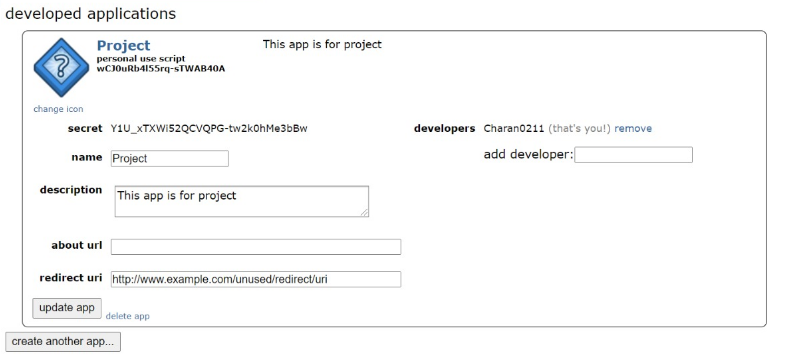 developed applications
Project
This app is for project
personal use script
wCJ0uRb4l55rq-sTWAB40A
change icon
secret Y1U_xTXWi52QCVQPG-tw2k0hMe3bBw
developers Charan0211 (that's you!) remove
name Project
add developer:
description This app is for project
about url
redirect uri http://www.example.com/unused/redirect/uri
update app delete app
create another app...